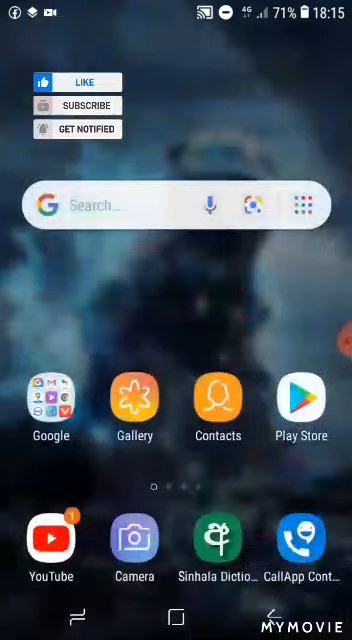 4G 71% 18:15
LIKE
SUBSCRIBE
GET NOTIFIED
Search...
Google Gallery Contacts Play Store
1
YouTube Camera Sinhala Dictio... CallApp Cont...
MYMOVIE